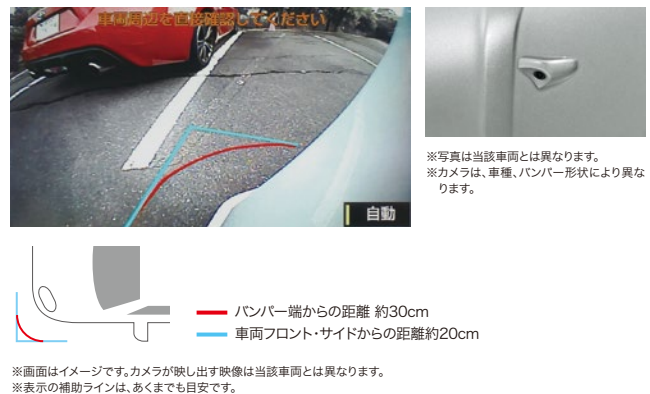 車両周辺を直接確認してください
自動
※写真は当該車両とは異なります。
※カメラは、車種、バンパー形状により異な
ります。
バンパー端からの距離 約30cm
車両フロント・サイドからの距離約20cm
※画面はイメージです。カメラが映し出す映像は当該車両とは異なります。
※表示の補助ラインは、あくまでも目安です。